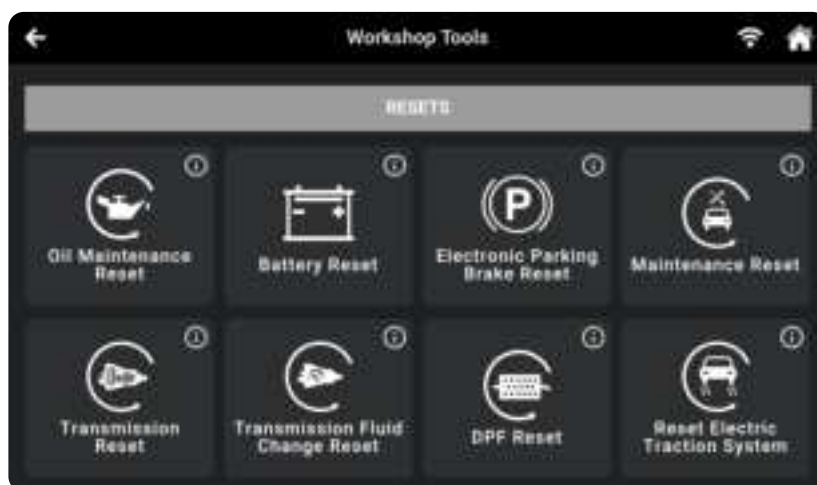 Workshop Tools
RESETS
Oil Maintenance
Reset
Battery Reset
Electronic Parking
Brake Reset
Maintenance Reset
Transmission
Reset
Transmission Fluid
Change Reset
DPF Reset
Reset Electric
Traction System